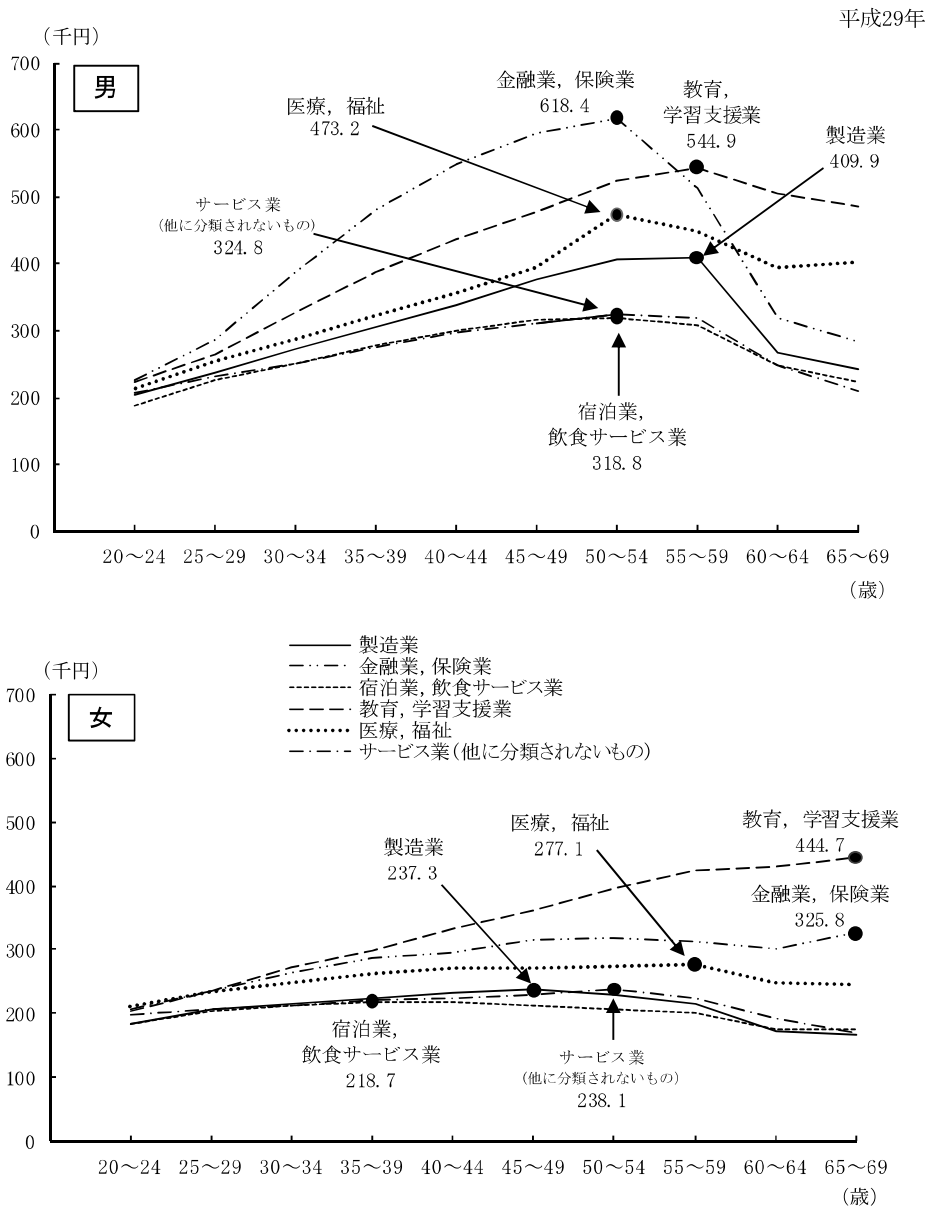 平成29年
（千円）
700
600
500
400
300
200
100
0
男
金融業，保険業
618.4
教育，
学習支援業
544.9
医療，福祉
473.2
製造業
409.9
サービス業
（他に分類されないもの）
324.8
宿泊業，
飲食サービス業
318.8
20～24 25～29 30～34 35～39 40～44 45～49 50～54 55～59 60～64 65～69
（歳）
製造業
金融業，保険業
宿泊業，飲食サービス業
教育，学習支援業
医療，福祉
サービス業（他に分類されないもの）
（千円）
700
600
500
400
300
200
100
0
女
教育，学習支援業
444.7
医療，福祉
277.1
製造業
237.3
金融業，保険業
325.8
宿泊業，
飲食サービス業
218.7
サービス業
（他に分類されないもの）
238.1
20～24 25～29 30～34 35～39 40～44 45～49 50～54 55～59 60～64 65～69
（歳）